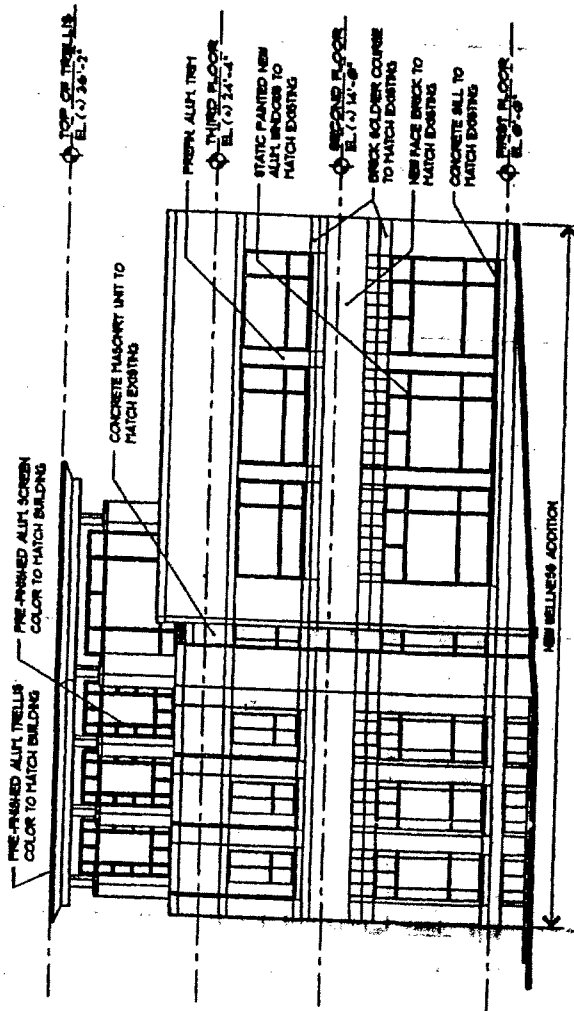 PRE-FINISHED ALUM. TRELLIS
COLOR TO MATCH BUILDING
PRE-FINISHED ALUM. SCREEN
COLOR TO MATCH BUILDING
CONCRETE MASONRY UNIT TO
MATCH EXISTING
TOP OF TRELLIS
EL. (+) 36'-2"
PREFIN. ALUM. TRIM
THIRD FLOOR
EL. (+) 24'-4"
STATIC PAINTED NEW
ALUM. WINDOWS TO
MATCH EXISTING
SECOND FLOOR
EL. (+) 14'-0"
BRICK SOLDIER COURSE
TO MATCH EXISTING
NEW FACE BRICK TO
MATCH EXISTING
CONCRETE SILL TO
MATCH EXISTING
FIRST FLOOR
EL. 0'-0"
NEW WELLNESS ADDITION